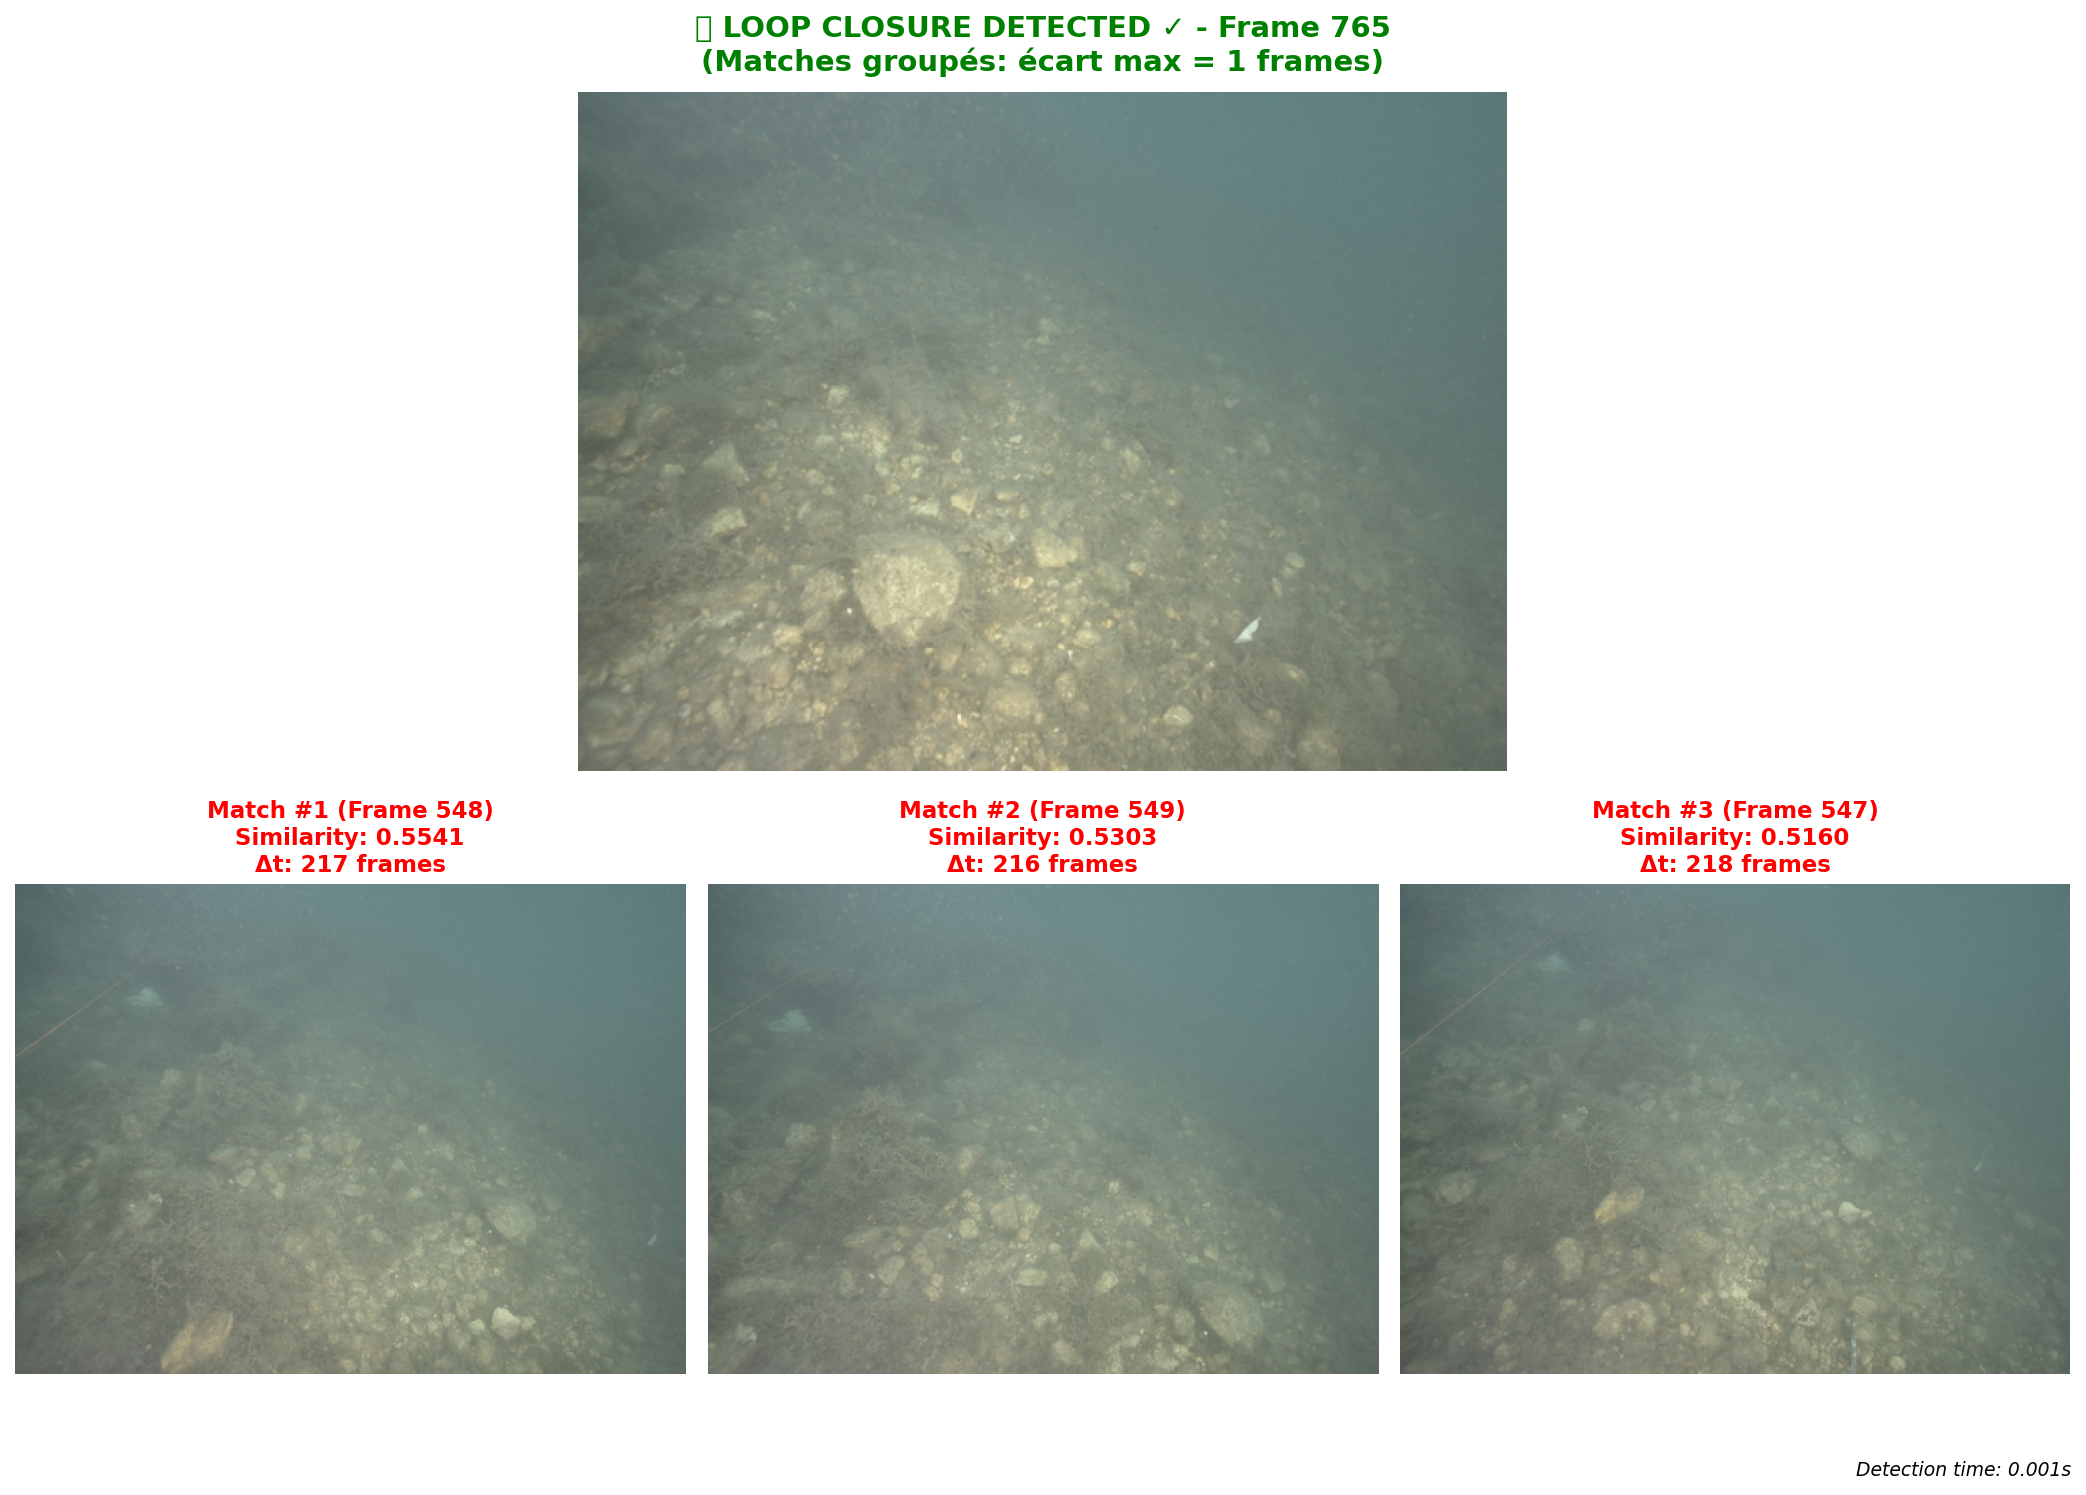 LOOP CLOSURE DETECTED ✓ - Frame 765
(Matches groupés: écart max = 1 frames)
Match #1 (Frame 548)
Similarity: 0.5541
Δt: 217 frames
Match #2 (Frame 549)
Similarity: 0.5303
Δt: 216 frames
Match #3 (Frame 547)
Similarity: 0.5160
Δt: 218 frames
Detection time: 0.001s